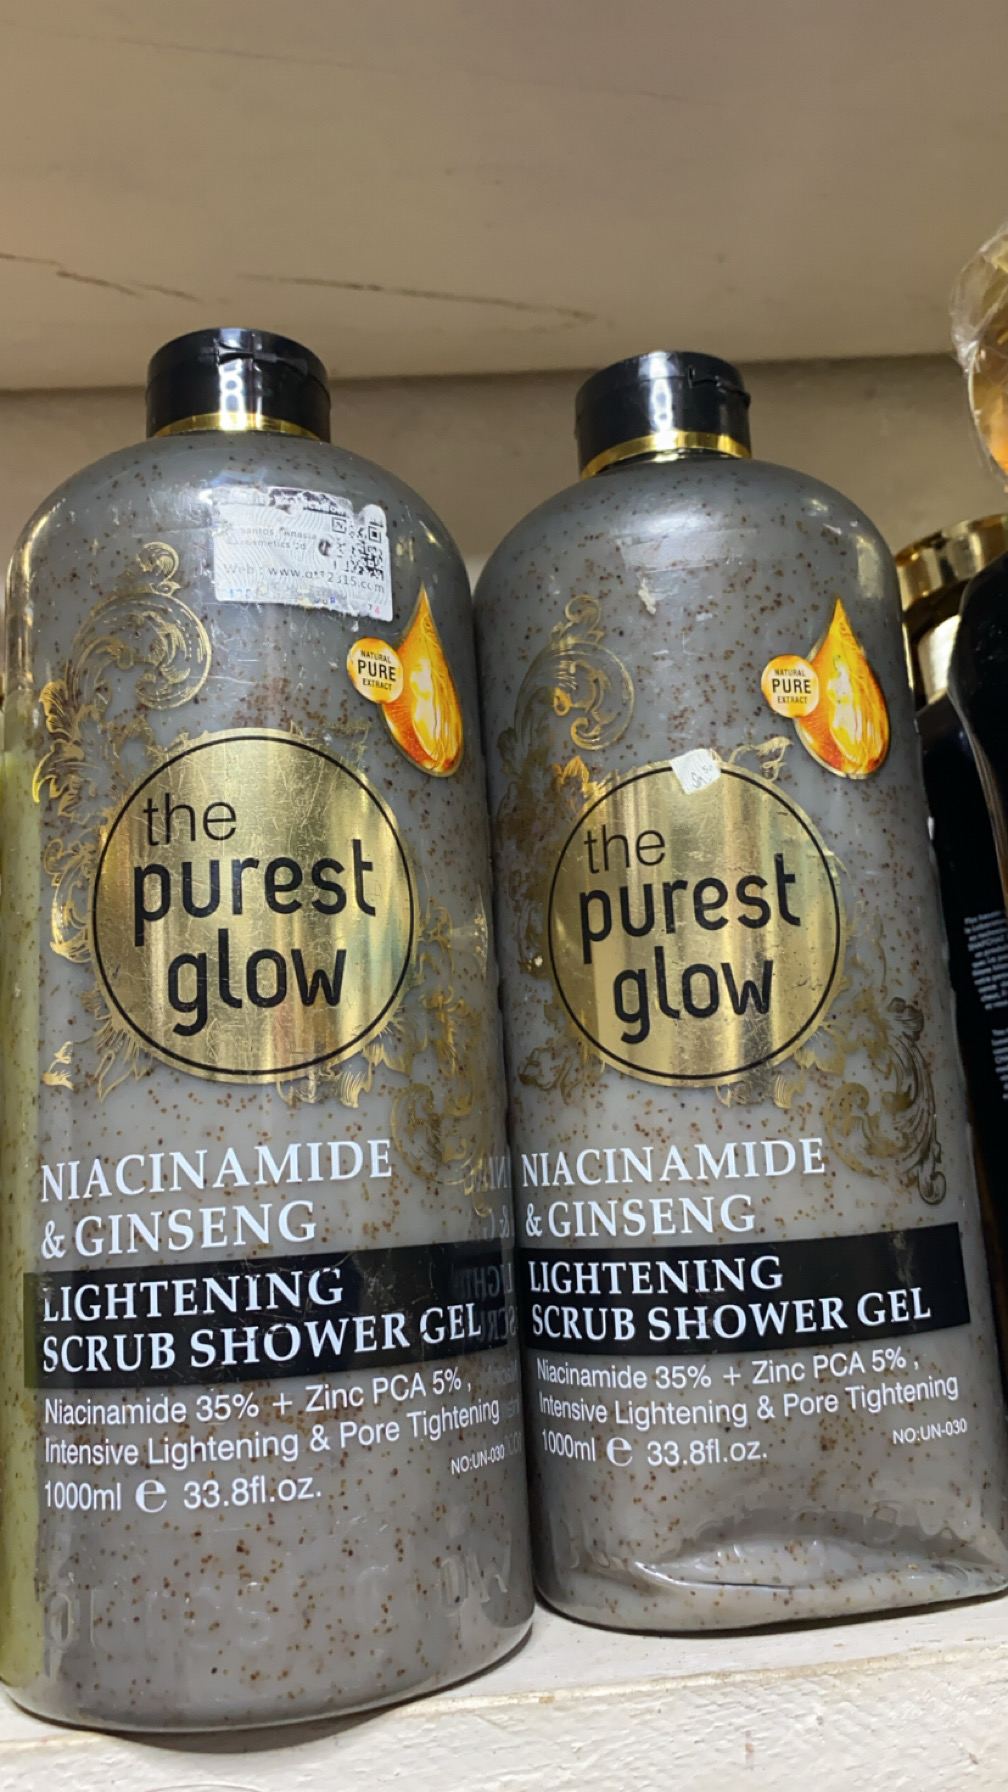 Web: www.
NATURAL
PURE
EXTRACT
the
purest
glow
NIACINAMIDE
& GINSENG
LIGHTENING
SCRUB SHOWER GEL
Niacinamide 35% + Zinc PCA 5% ,
Intensive Lightening & Pore Tightening
NO:UN-030
1000ml e 33.8fl.oz.
NATURAL
PURE
EXTRACT
the
purest
glow
NIACINAMIDE
& GINSENG
LIGHTENING
SCRUB SHOWER GEL
Niacinamide 35% + Zinc PCA 5% ,
Intensive Lightening & Pore Tightening
NO:UN-030
1000ml e 33.8fl.oz.